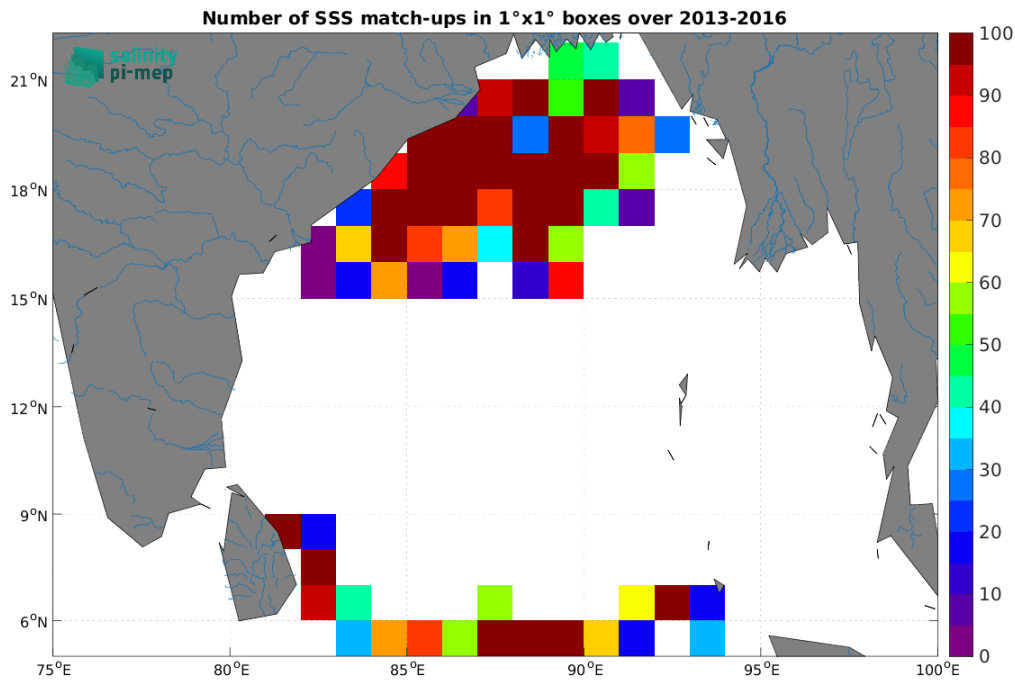 Number of SSS match-ups in 1°x1° boxes over 2013-2016
salinity
pi-mep
21°N
18°N
15°N
12°N
9°N
6°N
75°E 80°E 85°E 90°E 95°E 100°E
100
90
80
70
60
50
40
30
20
10
0